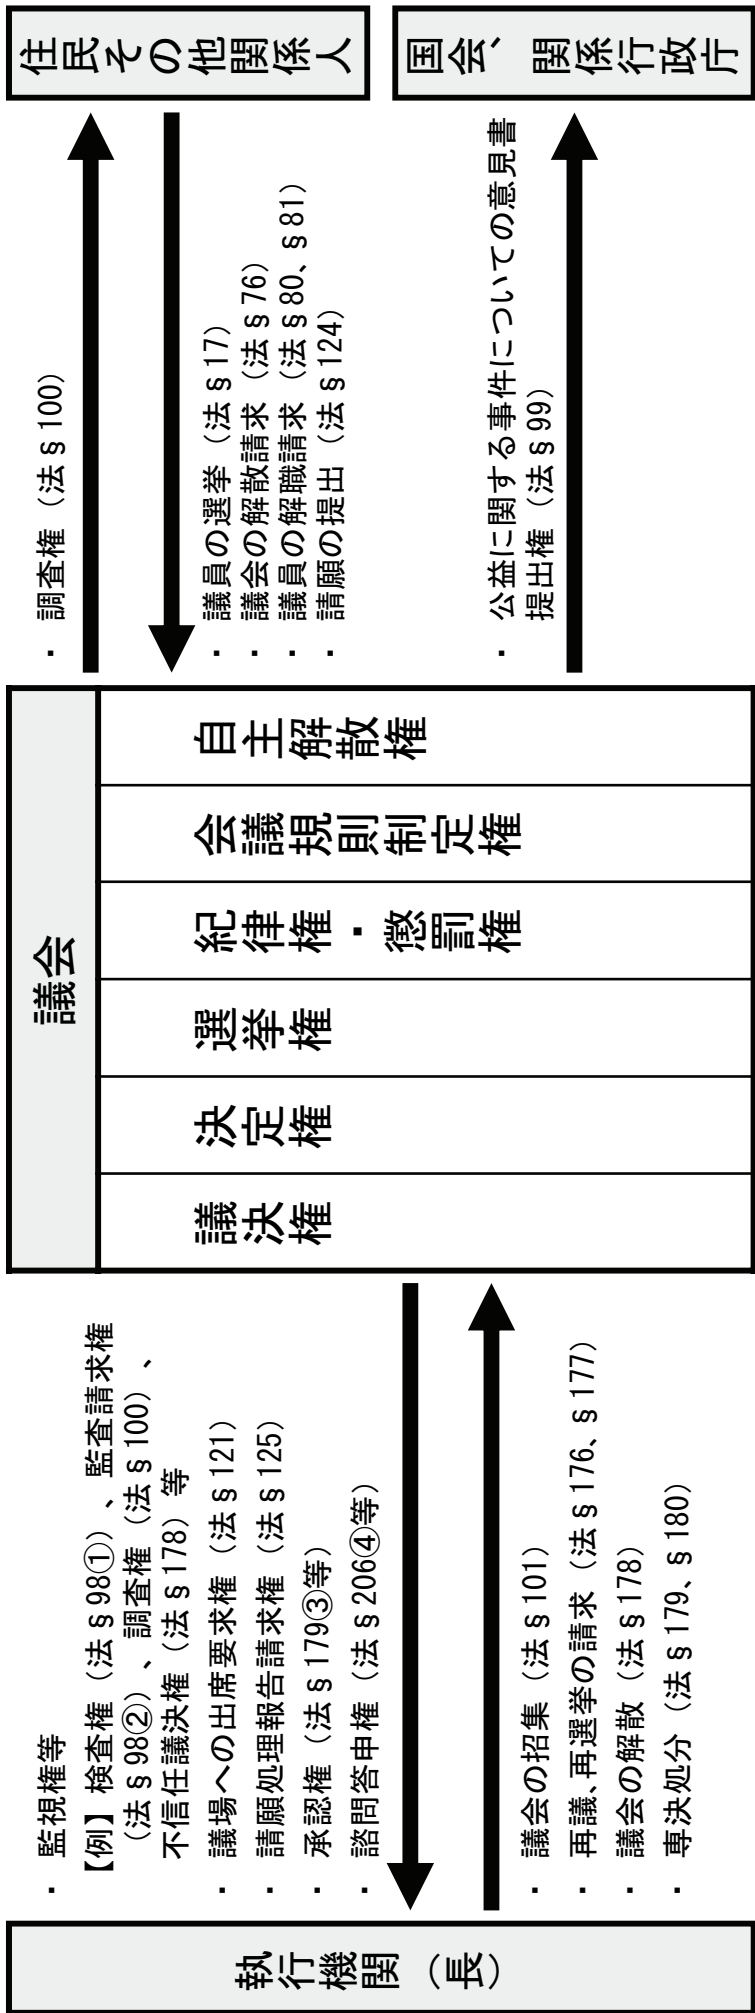 執行機関（長）
・ 監視権等
【例】検査権（法§98①）、監査請求権
（法§98②）、調査権（法§100）、
不信任議決権（法§178）等
・ 議場への出席要求権（法§121）
・ 請願処理報告請求権（法§125）
・ 承認権（法§179③等）
・ 諮問答申権（法§206④等）
・ 議会の招集（法§101）
・ 再議、再選挙の請求（法§176、§177）
・ 議会の解散（法§178）
・ 専決処分（法§179、§180）
議会
議決権
決定権
選挙権
紀律権・懲罰権
会議規則制定権
自主解散権
・ 調査権（法§100）
・ 議員の選挙（法§17）
・ 議会の解散請求（法§76）
・ 議員の解職請求（法§80、§81）
・ 請願の提出（法§124）
・ 公益に関する事件についての意見書
提出権（法§99）
住民その他関係人
国会、関係行政庁